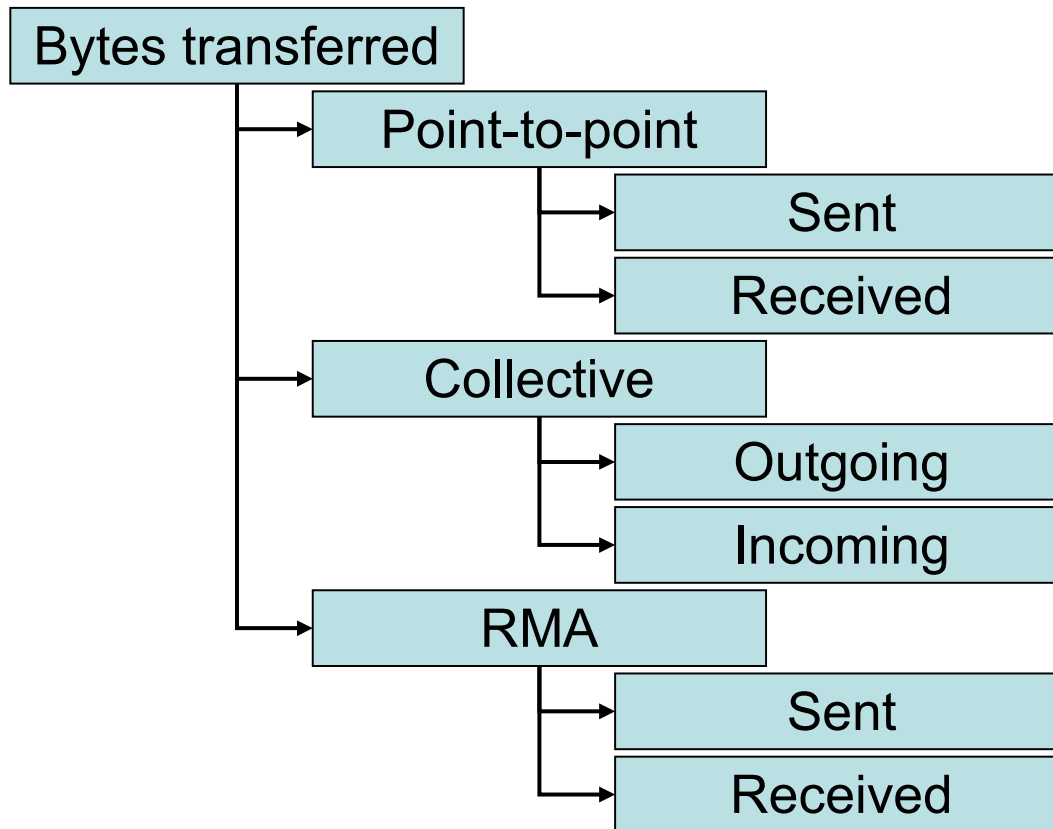 Bytes transferred
Point-to-point
Sent
Received
Collective
Outgoing
Incoming
RMA
Sent
Received